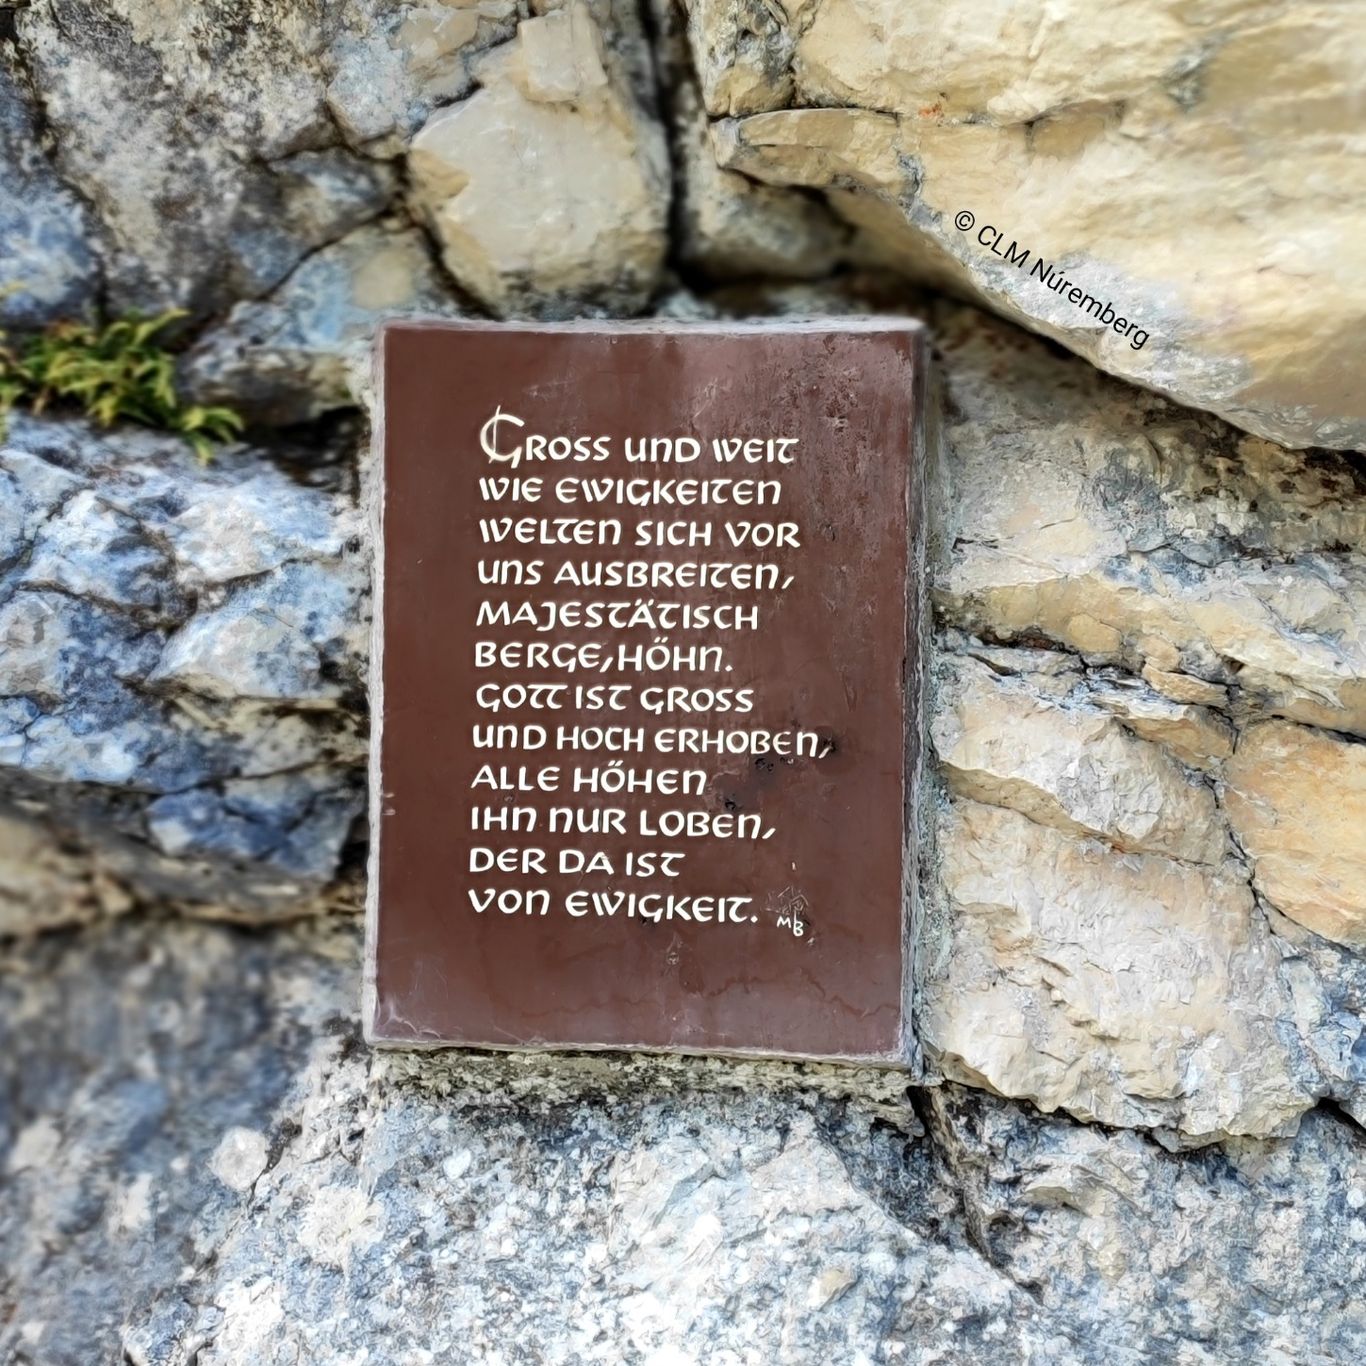 © CLM Núremberg
GROSS UND WEIT
WIE EWIGKEITEN
WELTEN SICH VOR
UNS AUSBREITEN,
MAJESTÄTISCH
BERGE, HÖHN.
GOTT IST GROSS
UND HOCH ERHOBEN,
ALLE HÖHEN
IHN NUR LOBEN,
DER DA IST
VON EWIGKEIT.
MB